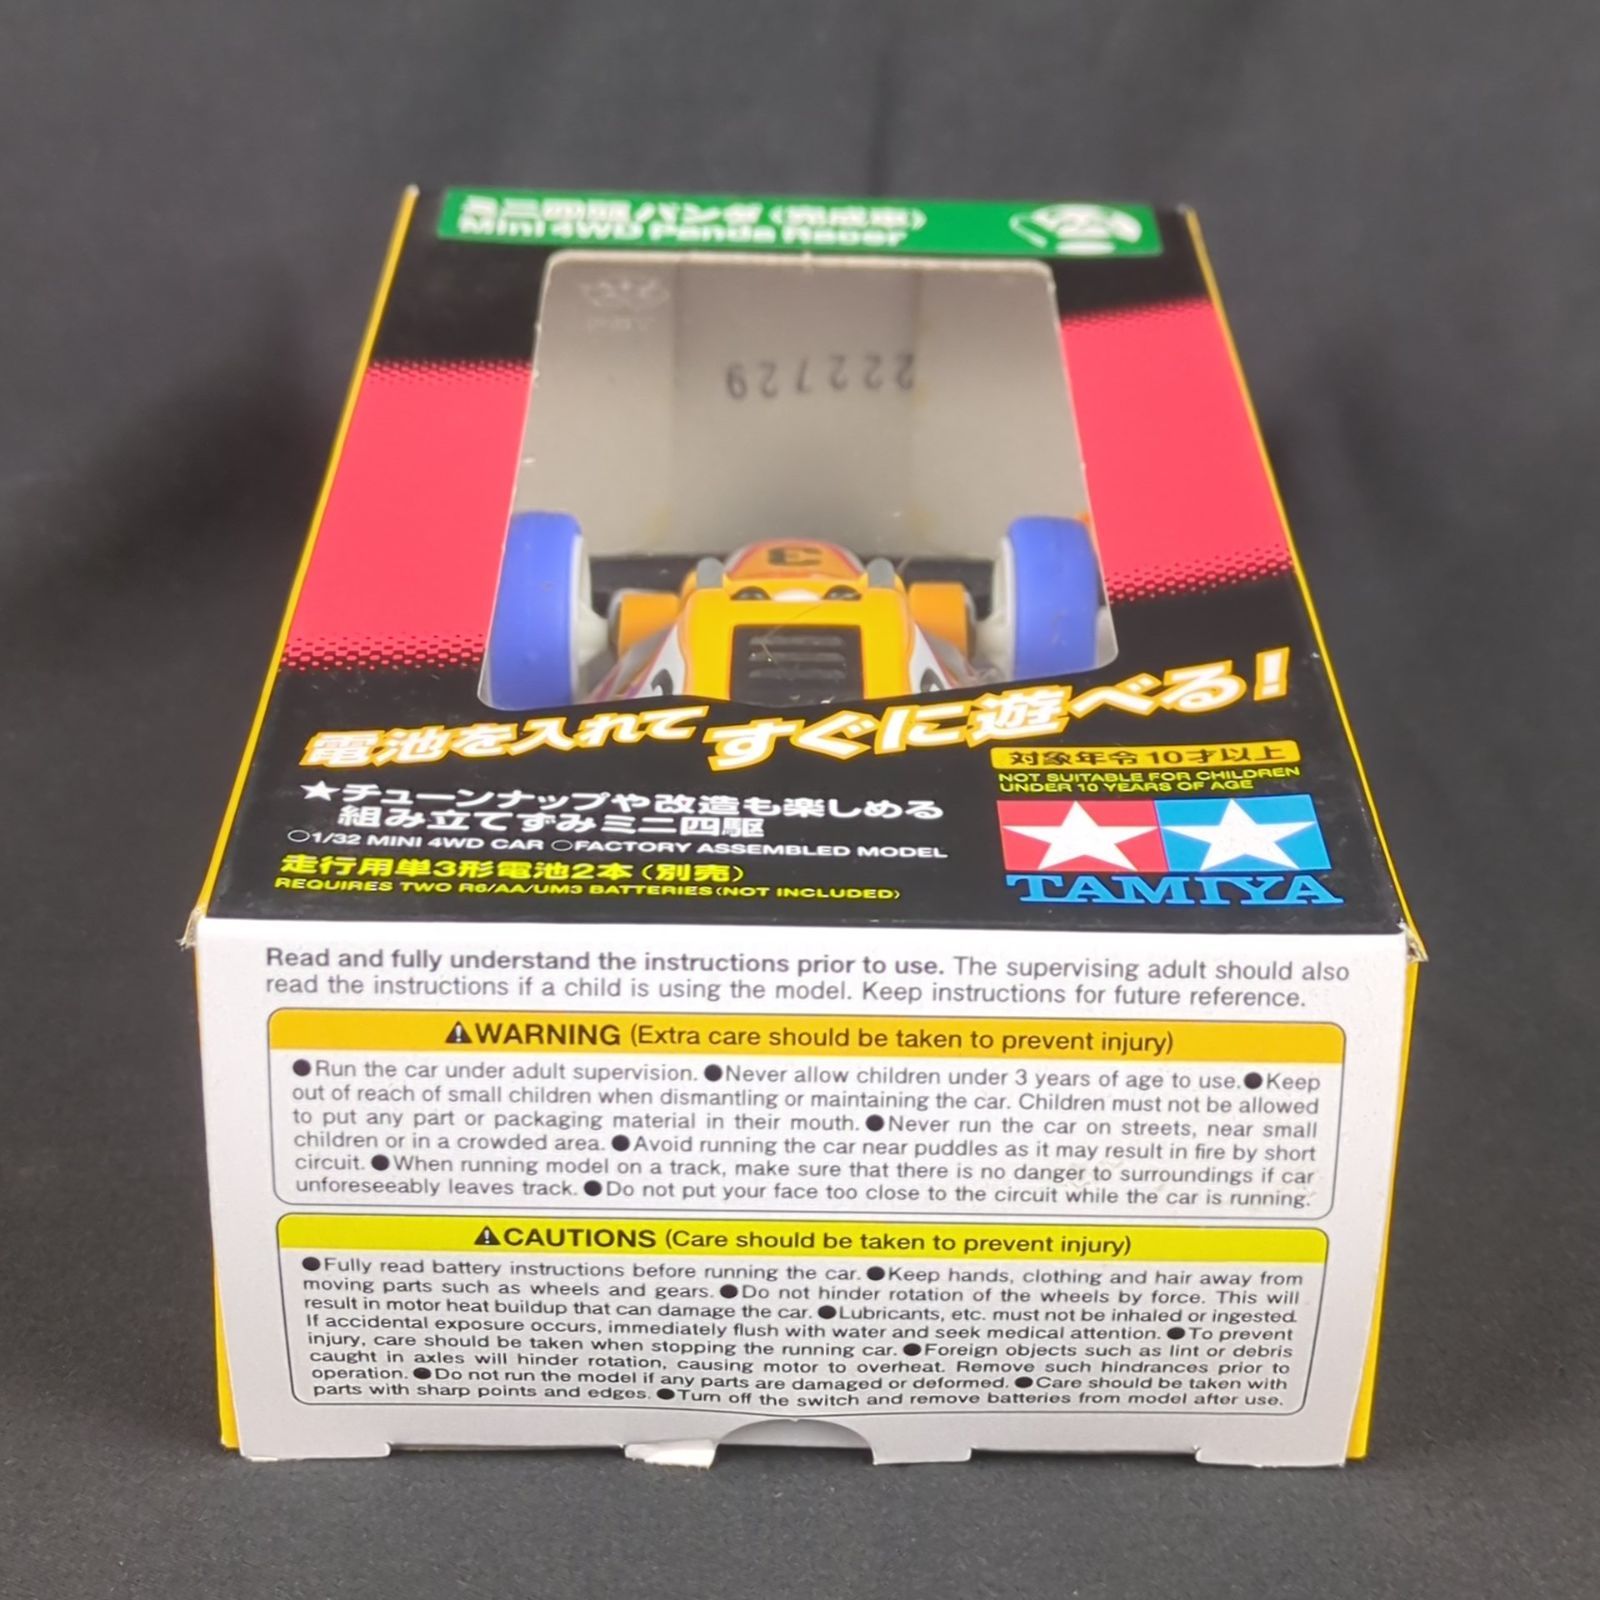 ミニ四駆パンダ〈完成車〉
Mini 4WD Panda Racer
222729
3
電池を入れてすぐに遊べる!
対象年令10才以上
NOT SUITABLE FOR CHILDREN
UNDER 10 YEARS OF AGE
★チューンナップや改造も楽しめる
組み立てずみミニ四駆
○1/32 MINI 4WD CAR ○FACTORY ASSEMBLED MODEL
走行用単3形電池2本(別売)
REQUIRES TWO R6/AA/UM3 BATTERIES(NOT INCLUDED)
TAMIYA
Read and fully understand the instructions prior to use. The supervising adult should also
read the instructions if a child is using the model. Keep instructions for future reference.
⚠WARNING (Extra care should be taken to prevent injury)
●Run the car under adult supervision. ●Never allow children under 3 years of age to use.●Keep
out of reach of small children when dismantling or maintaining the car. Children must not be allowed
to put any part or packaging material in their mouth. ●Never run the car on streets, near small
children or in a crowded area. ●Avoid running the car near puddles as it may result in fire by short
circuit. ●When running model on a track, make sure that there is no danger to surroundings if car
unforeseeably leaves track. ●Do not put your face too close to the circuit while the car is running.
⚠CAUTIONS (Care should be taken to prevent injury)
●Fully read battery instructions before running the car. ●Keep hands, clothing and hair away from
moving parts such as wheels and gears. ●Do not hinder rotation of the wheels by force. This will
result in motor heat buildup that can damage the car. ●Lubricants, etc. must not be inhaled or ingested.
If accidental exposure occurs, immediately flush with water and seek medical attention. ●To prevent
injury, care should be taken when stopping the running car. ●Foreign objects such as lint or debris
caught in axles will hinder rotation, causing motor to overheat. Remove such hindrances prior to
operation. ●Do not run the model if any parts are damaged or deformed. ●Care should be taken with
parts with sharp points and edges. ●Turn off the switch and remove batteries from model after use.